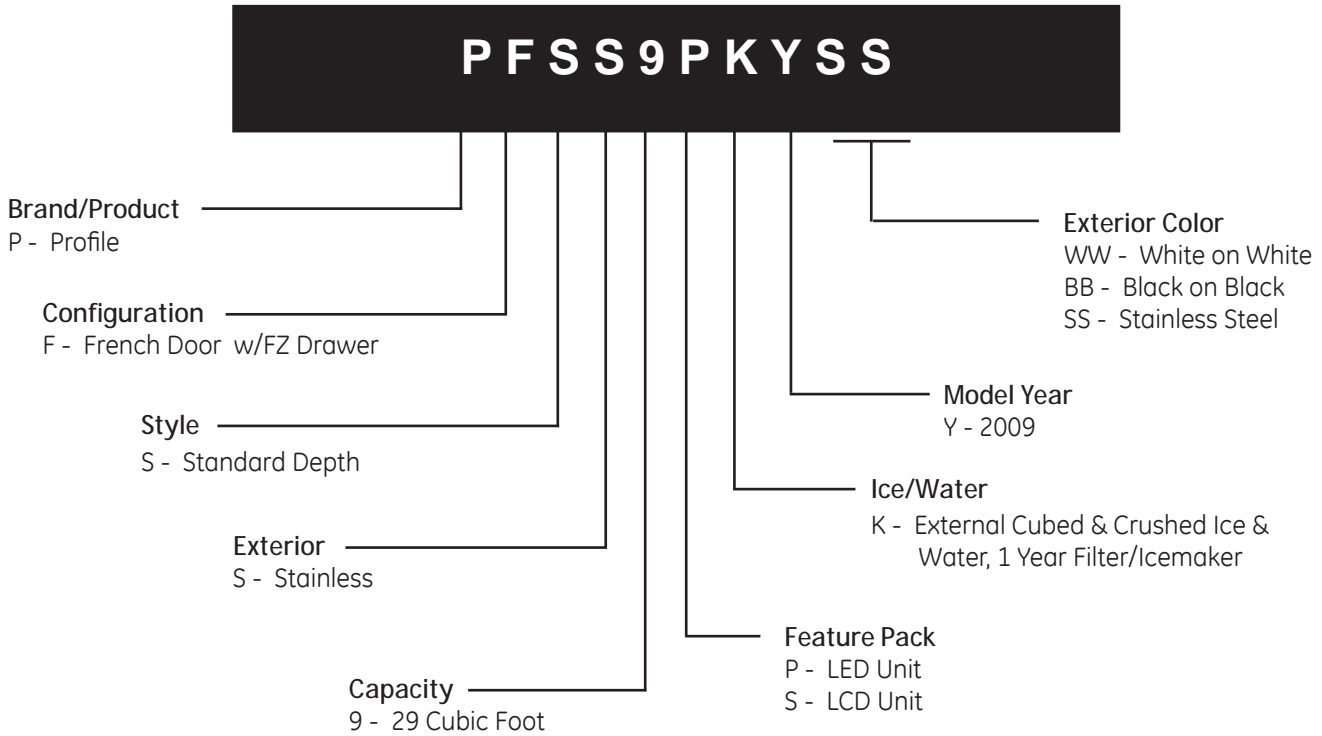 PFSS9PKYSS
Brand/Product
P - Profile
Configuration
F - French Door w/FZ Drawer
Style
S - Standard Depth
Exterior
S - Stainless
Capacity
9 - 29 Cubic Foot
Feature Pack
P - LED Unit
S - LCD Unit
Ice/Water
K - External Cubed & Crushed Ice &
Water, 1 Year Filter/Icemaker
Model Year
Y - 2009
Exterior Color
WW - White on White
BB - Black on Black
SS - Stainless Steel